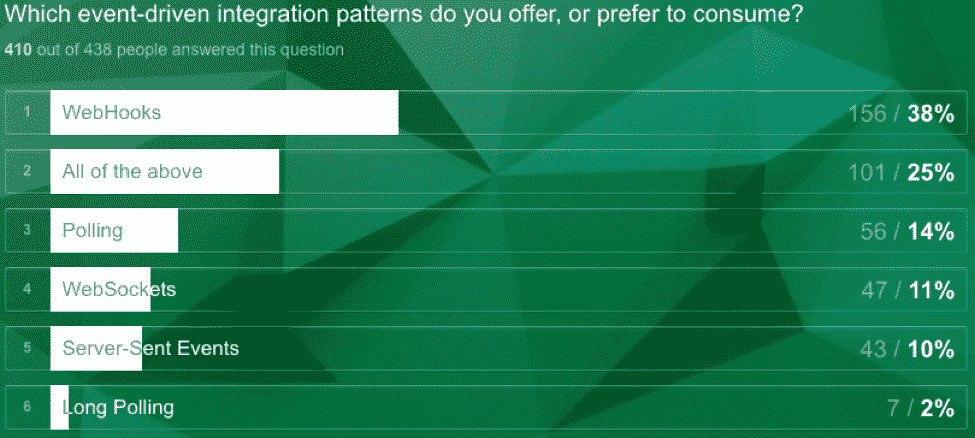 Which event-driven integration patterns do you offer, or prefer to consume?
410 out of 438 people answered this question
1 WebHooks 156 / 38%
2 All of the above 101 / 25%
3 Polling 56 / 14%
4 WebSockets 47 / 11%
5 Server-Sent Events 43 / 10%
6 Long Polling 7 / 2%